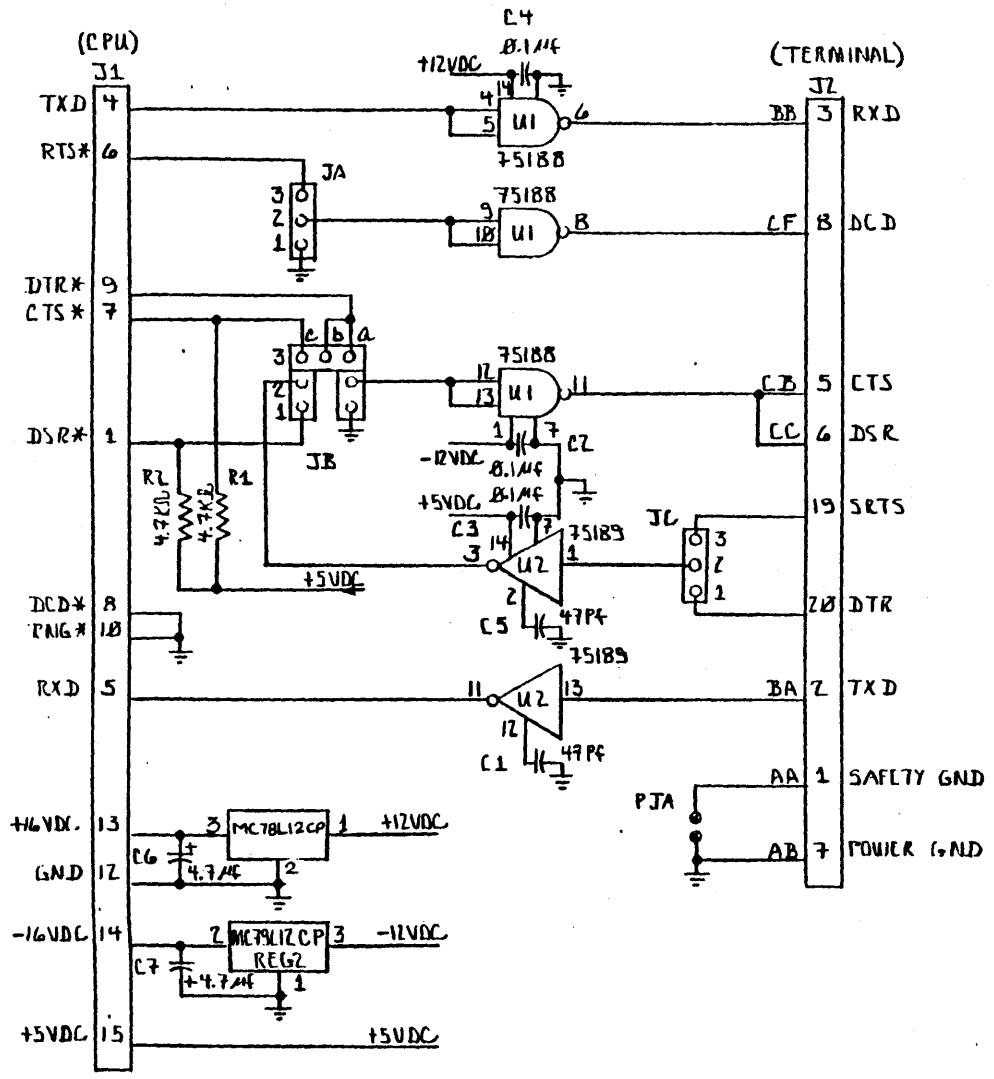 C4
(CPU)
0.1µf
J1
+12VDC
(TERMINAL)
J2
TXD 4
14
4
5
U1
6
BB 3 RXD
75188
RTS* 6
JA
3
2
1
75188
9
10
U1
8
CF 8 DCD
DTR* 9
CTS* 7
c b a
3
2
1
75188
12
13
U1
11
CB 5 CTS
1 7
DSR* 1
JB
-12VDC
C2
CC 6 DSR
0.1µf
R2
4.7KΩ
R1
4.7KΩ
0.1µf
+5VDC
C3
7
14
75189
JC
19 SRTS
3
2
1
3
U2
1
+5VDC
2
DCD* 8
PNG* 10
C5
47Pf
20 DTR
75189
RXD 5
11
U2
13
BA 2 TXD
12
C1
47Pf
AA 1 SAFETY GND
PJA
+16VDC. 13
3
MC78L12CP
1
+12VDC
C6
+
4.7µf
2
GND 12
AB 7 POWER GND
-16VDC 14
2
MC79L12CP
REG2
3
-12VDC
C7
+4.7µf
1
+5VDC 15
+5VDC